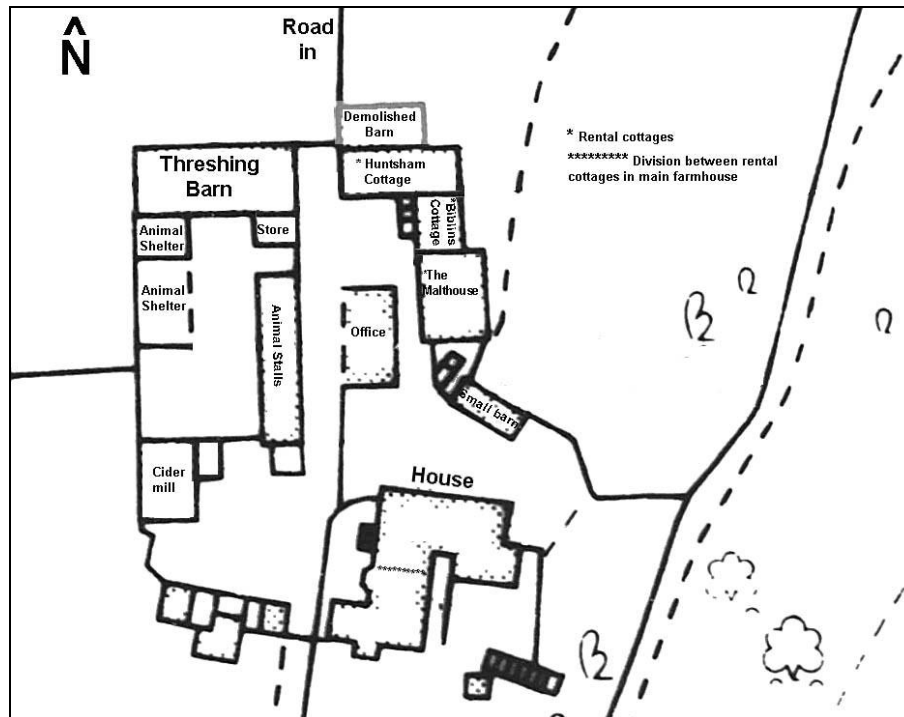 Road
in
N
Demolished
Barn
* Rental cottages
********* Division between rental
cottages in main farmhouse
Threshing
Barn
* Huntsham
Cottage
Animal
Shelter
Store
*Biblins
Cottage
Animal
Shelter
*The
Malthouse
Animal Stalls
Office
Small barn
Cider
mill
House
**********